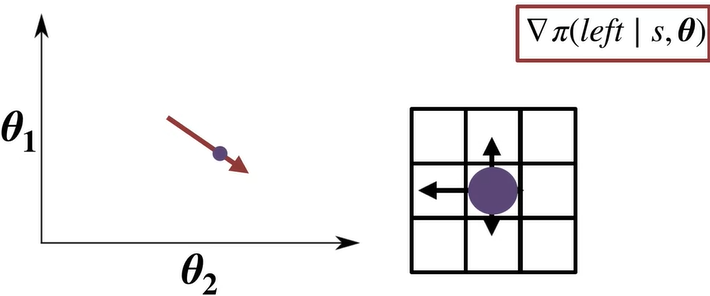 ∇π(left | s, θ)
θ₁
θ₂